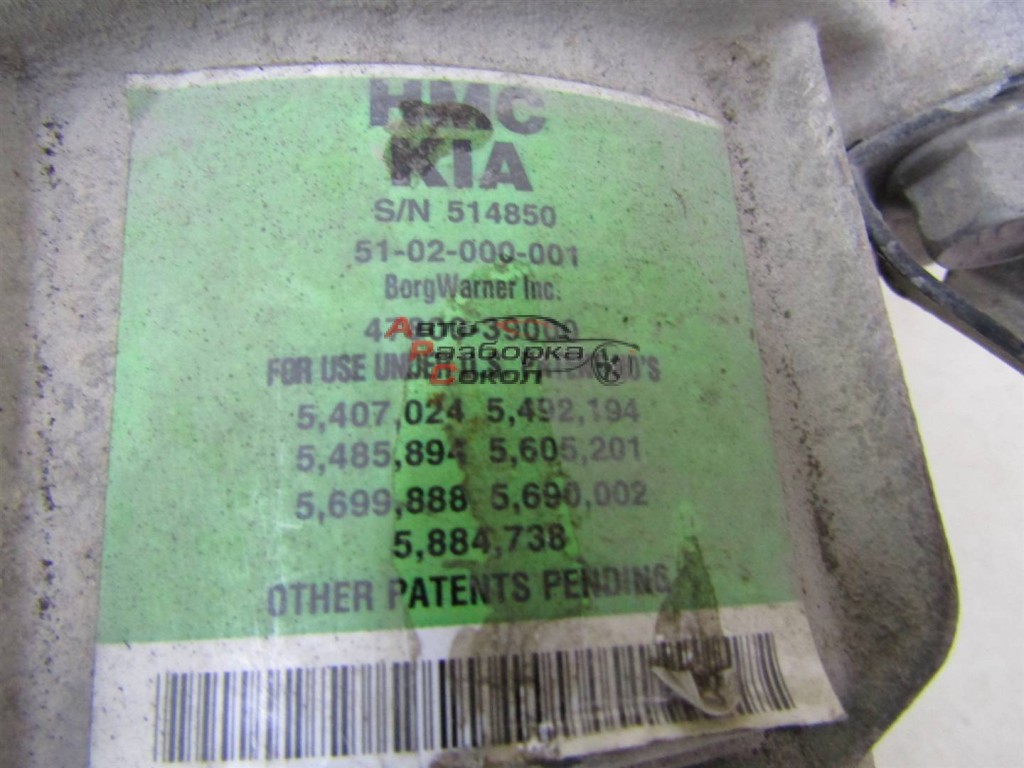 HMC
KIA
S/N 514850
51-02-000-001
BorgWarner Inc.
39000
FOR USE UNDER U.S.
5,407,024 5,492,194
5,485,894 5,605,201
5,699,888 5,690,002
5,884,738
OTHER PATENTS PENDING
Авто
Разборка
Сокол